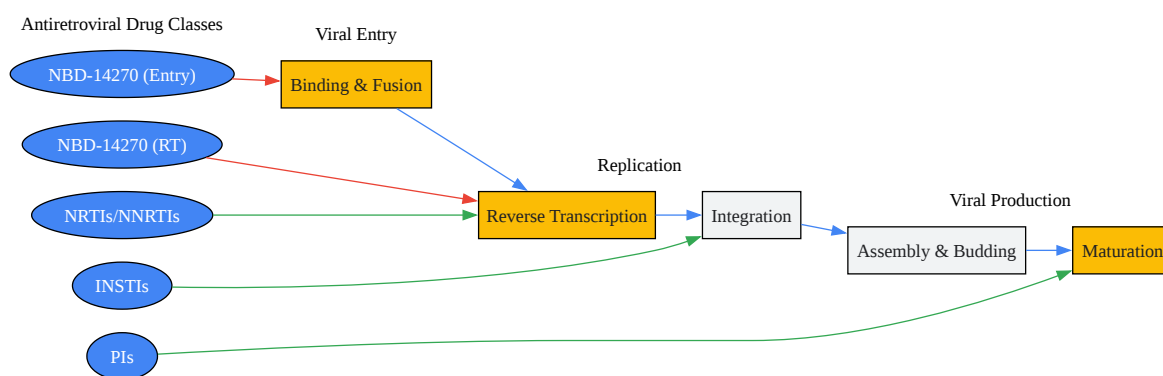 Antiretroviral Drug Classes
Viral Entry
NBD-14270 (Entry)
Binding & Fusion
NBD-14270 (RT)
Replication
NRTIs/NNRTIs
Reverse Transcription
Integration
Viral Production
Assembly & Budding
Maturation
INSTIs
PIs